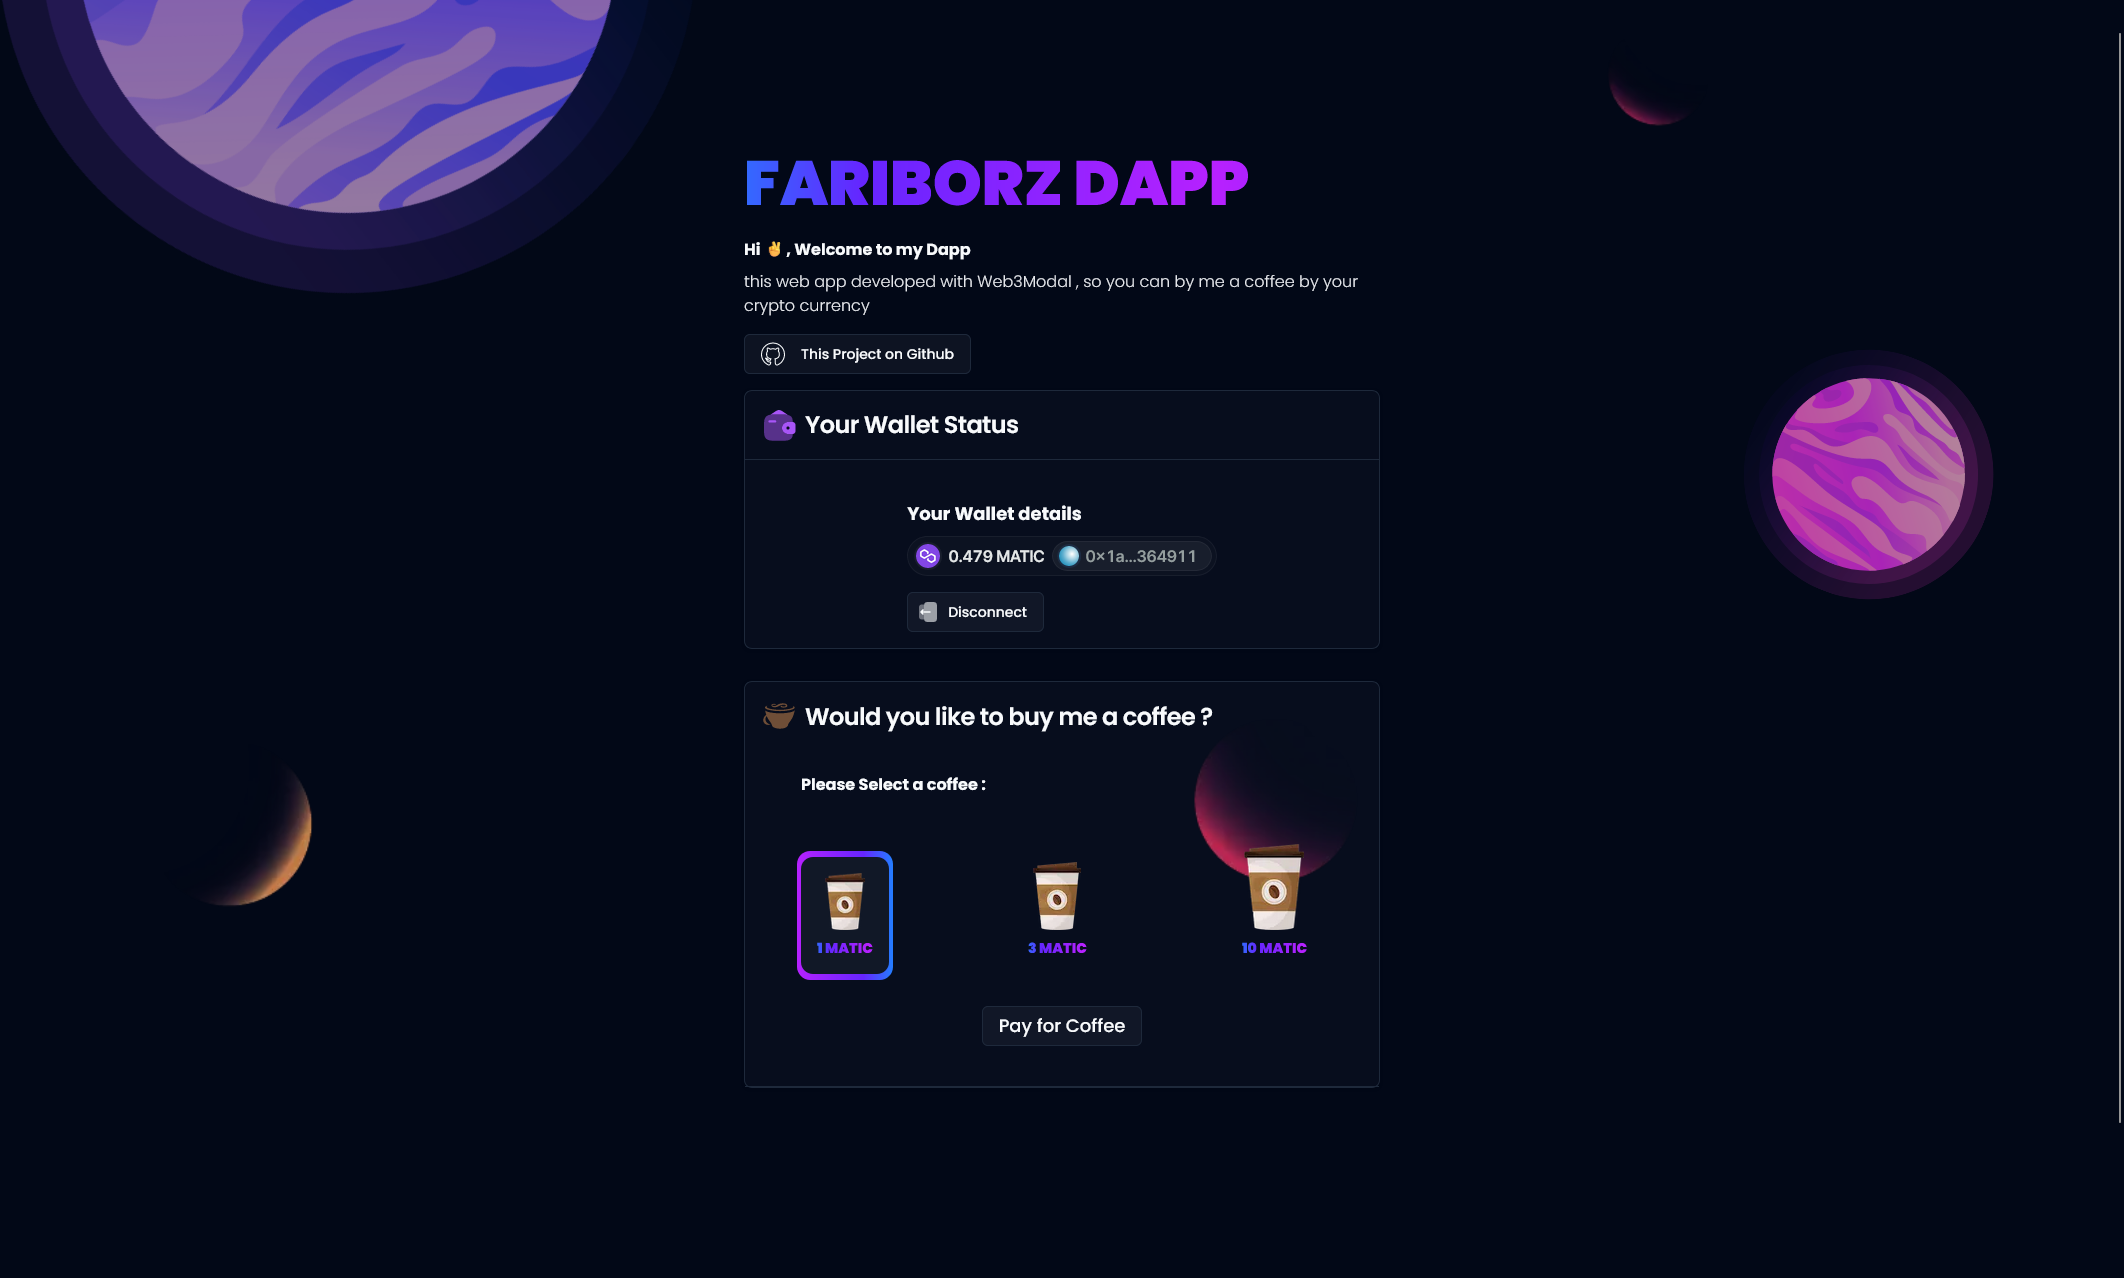 FARIBORZ DAPP
Hi ✌️ , Welcome to my Dapp
this web app developed with Web3Modal , so you can by me a coffee by your
crypto currency
This Project on Github
Your Wallet Status
Your Wallet details
0.479 MATIC 0×1a...364911
Disconnect
Would you like to buy me a coffee ?
Please Select a coffee :
1 MATIC 3 MATIC 10 MATIC
Pay for Coffee